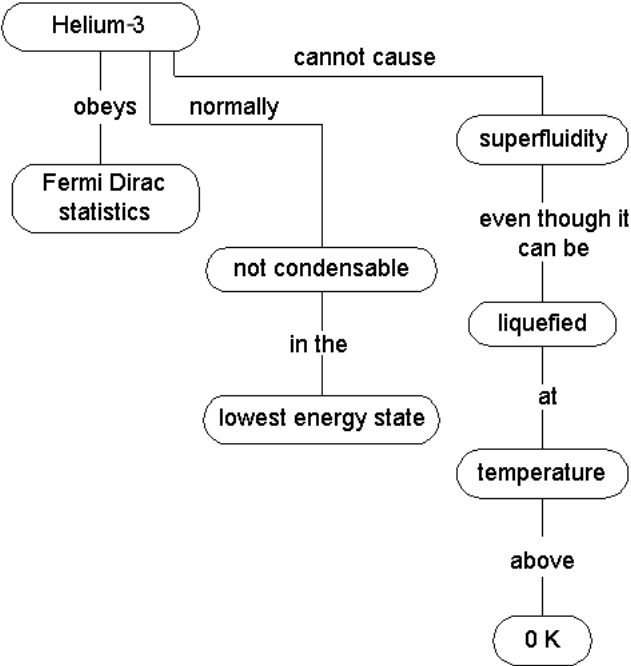 Helium-3
cannot cause
obeys
normally
superfluidity
Fermi Dirac
statistics
even though it
can be
not condensable
liquefied
in the
at
lowest energy state
temperature
above
0 K